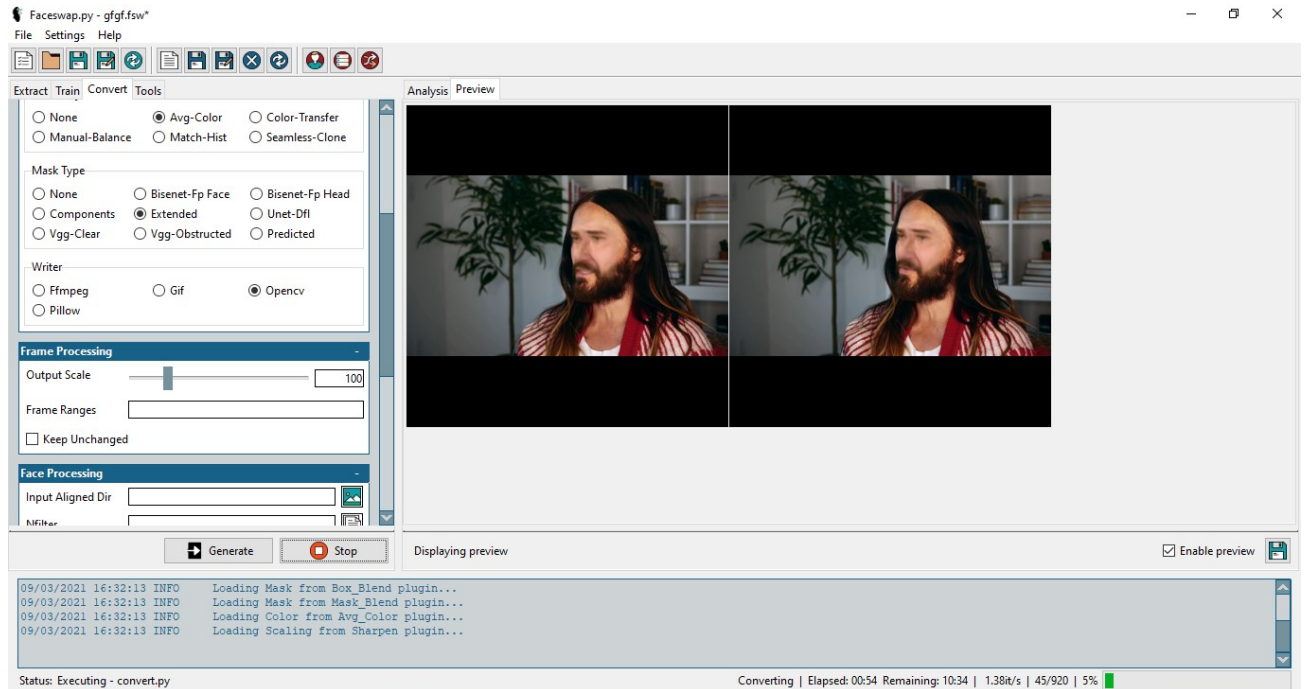 Faceswap.py - gfgf.fsw*
File Settings Help
Extract Train Convert Tools
Analysis Preview
None Avg-Color Color-Transfer
Manual-Balance Match-Hist Seamless-Clone
Mask Type
None Bisenet-Fp Face Bisenet-Fp Head
Components Extended Unet-Dfl
Vgg-Clear Vgg-Obstructed Predicted
Writer
Ffmpeg Gif Opencv
Pillow
Frame Processing -
Output Scale 100
Frame Ranges
Keep Unchanged
Face Processing -
Input Aligned Dir
Nfilter
Generate Stop
Displaying preview
Enable preview
09/03/2021 16:32:13 INFO Loading Mask from Box_Blend plugin...
09/03/2021 16:32:13 INFO Loading Mask from Mask_Blend plugin...
09/03/2021 16:32:13 INFO Loading Color from Avg_Color plugin...
09/03/2021 16:32:13 INFO Loading Scaling from Sharpen plugin...
Status: Executing - convert.py
Converting | Elapsed: 00:54 Remaining: 10:34 | 1.38it/s | 45/920 | 5%